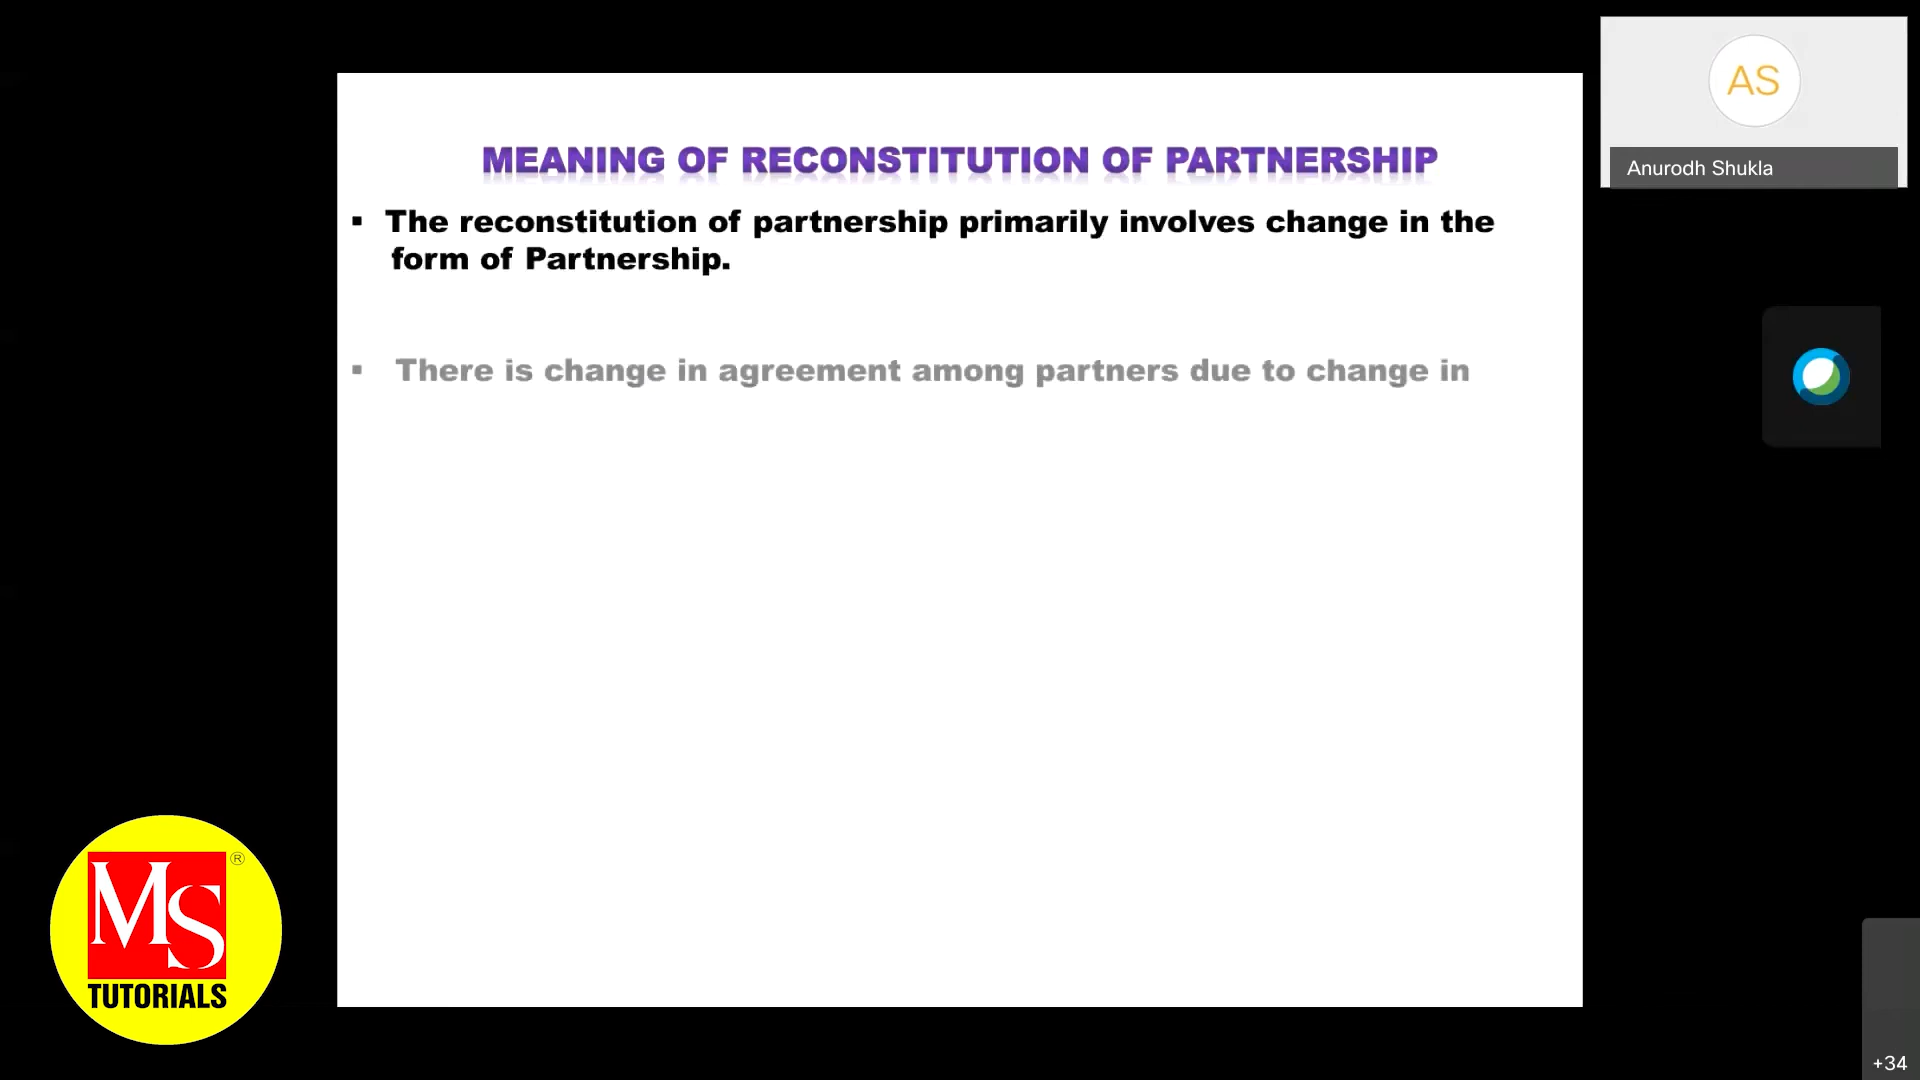 AS
Anurodh Shukla
MEANING OF RECONSTITUTION OF PARTNERSHIP
▪ The reconstitution of partnership primarily involves change in the
form of Partnership.
▪ There is change in agreement among partners due to change in
MS ®
TUTORIALS
+34